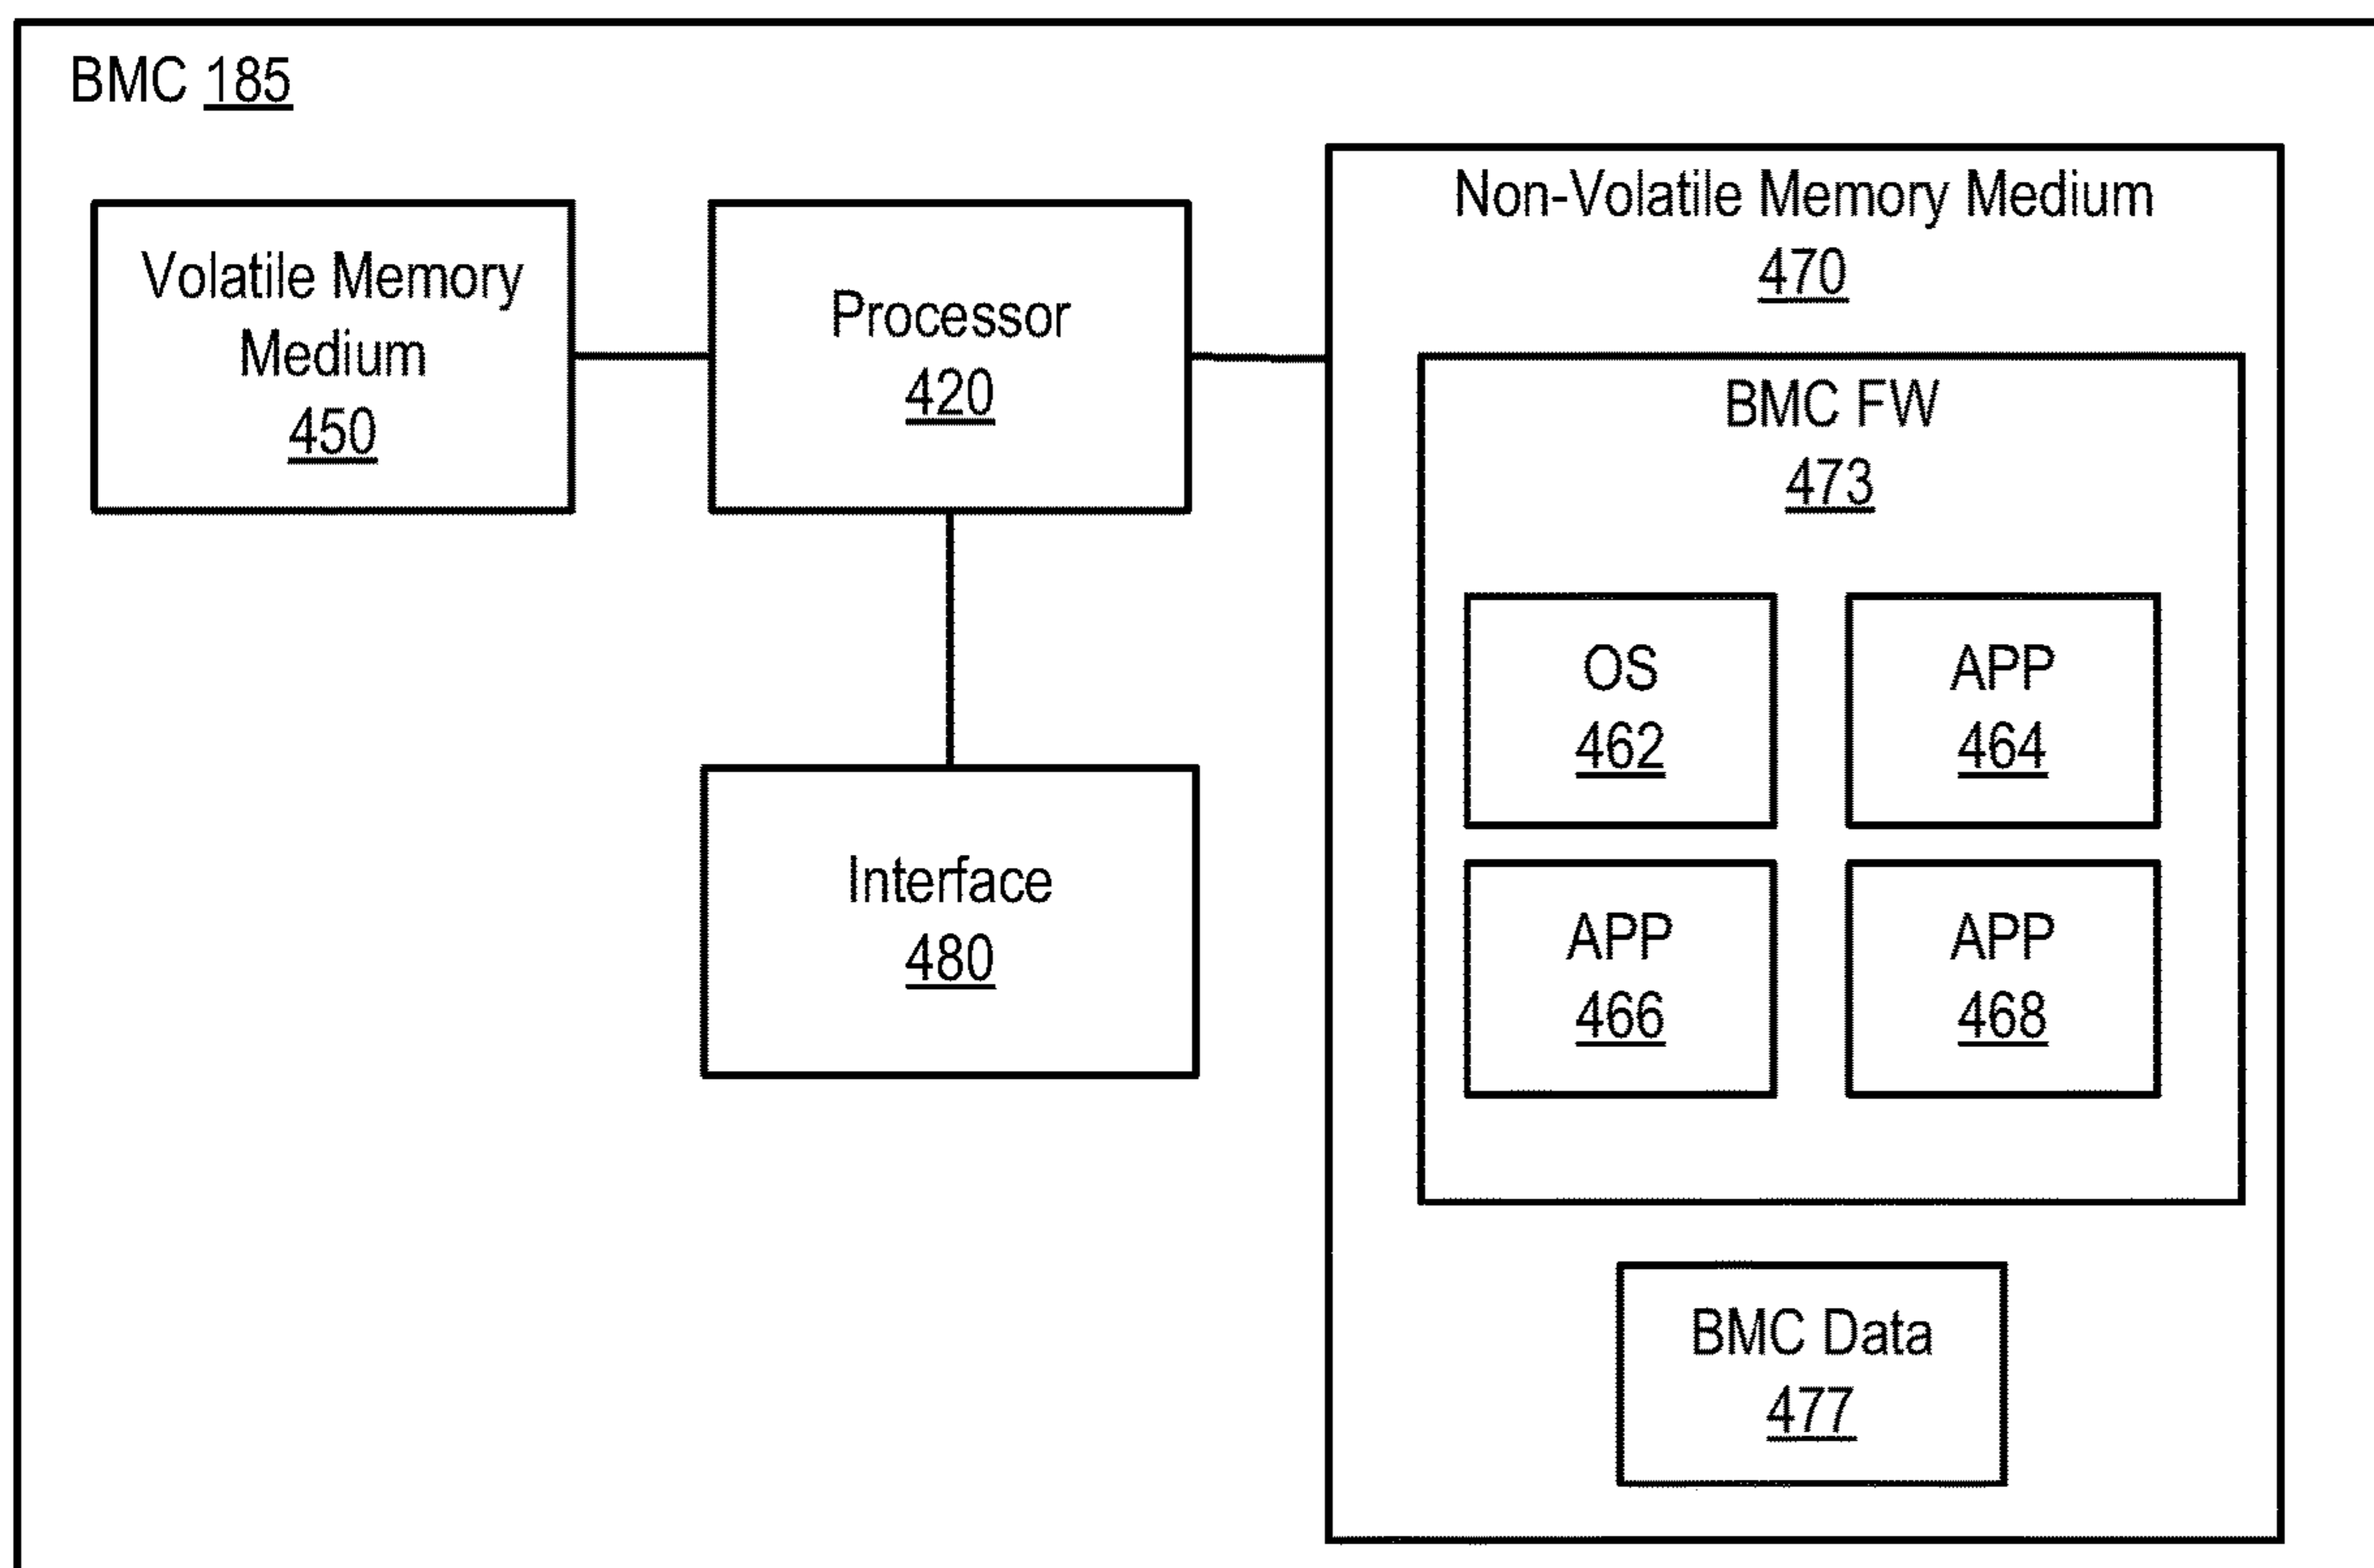 BMC 185
Volatile Memory
Medium
450
Processor
420
Interface
480
Non-Volatile Memory Medium
470
BMC FW
473
OS
462
APP
464
APP
466
APP
468
BMC Data
477